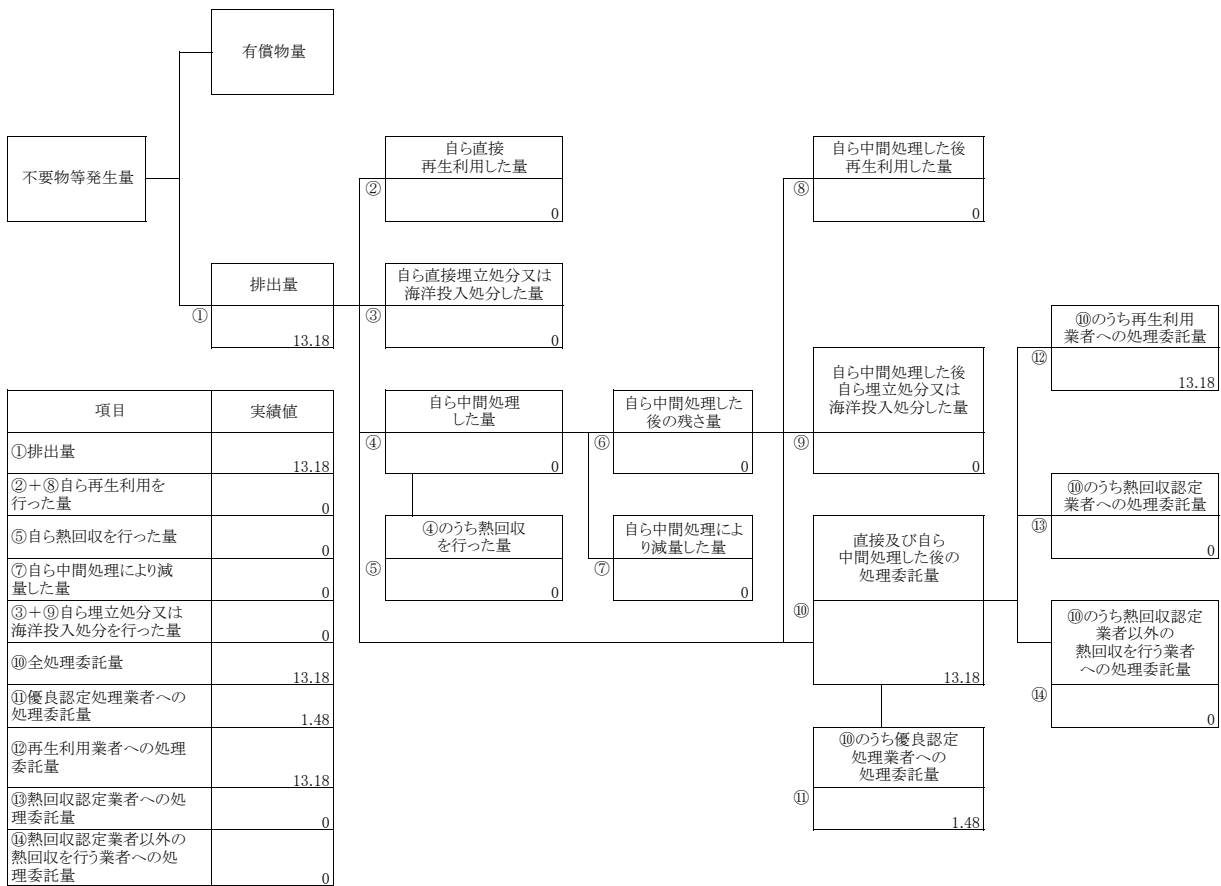 有償物量
不要物等発生量
排出量
①
13.18
自ら直接
再生利用した量
②
0
自ら直接埋立処分又は
海洋投入処分した量
③
0
自ら中間処理
した量
④
0
④のうち熱回収
を行った量
⑤
0
自ら中間処理した
後の残さ量
⑥
0
自ら中間処理によ
り減量した量
⑦
0
自ら中間処理した後
再生利用した量
⑧
0
自ら中間処理した後
自ら埋立処分又は
海洋投入処分した量
⑨
0
直接及び自ら
中間処理した後の
処理委託量
⑩
13.18
⑩のうち優良認定
処理業者への
処理委託量
⑪
1.48
⑩のうち再生利用
業者への処理委託量
⑫
13.18
⑩のうち熱回収認定
業者への処理委託量
⑬
0
⑩のうち熱回収認定
業者以外の
熱回収を行う業者
への処理委託量
⑭
0
項目 実績値
①排出量
13.18
②+⑧自ら再生利用を
行った量
0
⑤自ら熱回収を行った量
0
⑦自ら中間処理により減
量した量
0
③+⑨自ら埋立処分又は
海洋投入処分を行った量
0
⑩全処理委託量
13.18
⑪優良認定処理業者への
処理委託量
1.48
⑫再生利用業者への処理
委託量
13.18
⑬熱回収認定業者への処
理委託量
0
⑭熱回収認定業者以外の
熱回収を行う業者への処
理委託量
0